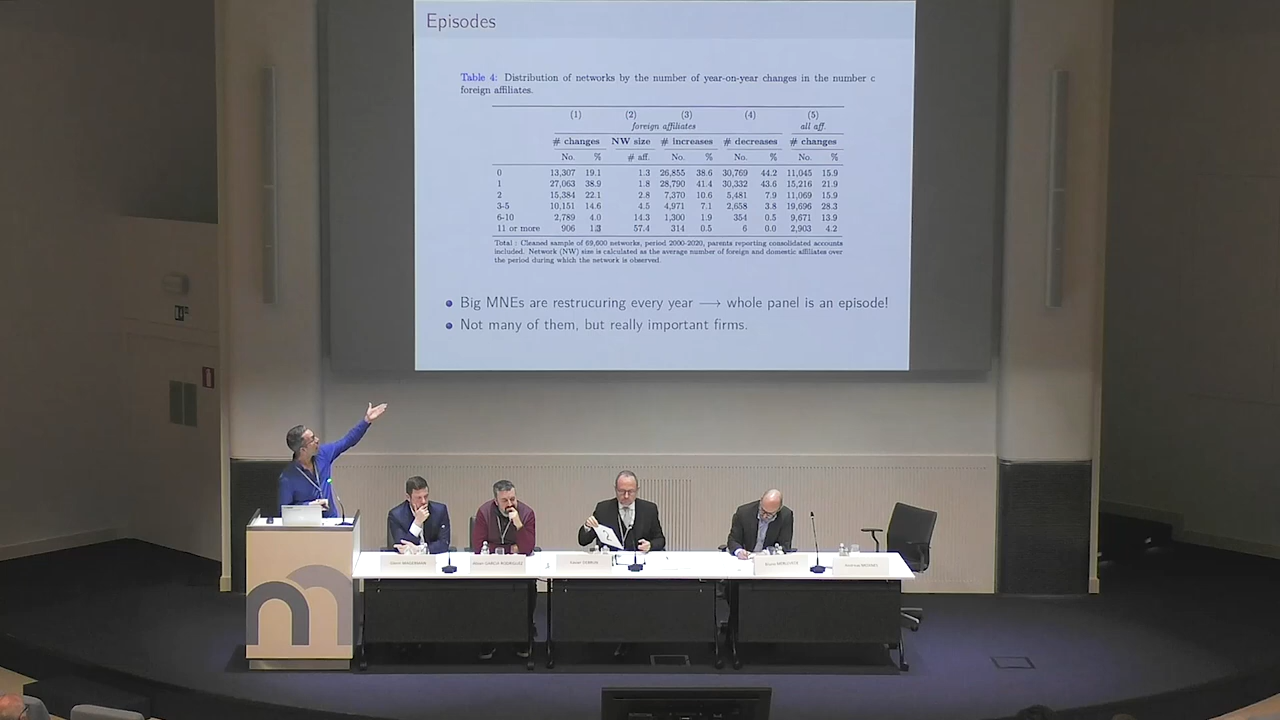 Episodes
Table 4: Distribution of networks by the number of year-on-year changes in the number c
foreign affiliates.
(1) (2) (3) (4) (5)
foreign affiliates all aff.
# changes NW size # increases # decreases # changes
No. % # aff. No. % No. % No. %
0 13,307 19.1 1.3 26,855 38.6 30,769 44.2 11,045 15.9
1 27,063 38.9 1.8 28,790 41.4 30,332 43.6 15,216 21.9
2 15,384 22.1 2.8 7,370 10.6 5,481 7.9 11,069 15.9
3-5 10,151 14.6 4.5 4,971 7.1 2,658 3.8 19,696 28.3
6-10 2,789 4.0 14.3 1,300 1.9 354 0.5 9,671 13.9
11 or more 906 1.3 57.4 314 0.5 6 0.0 2,903 4.2
Total : Cleaned sample of 69,600 networks, period 2000-2020, parents reporting consolidated accounts
included. Network (NW) size is calculated as the average number of foreign and domestic affiliates over
the period during which the network is observed.
Big MNEs are restrucuring every year ⟶ whole panel is an episode!
Not many of them, but really important firms.
GARCIA RODRIGUEZ